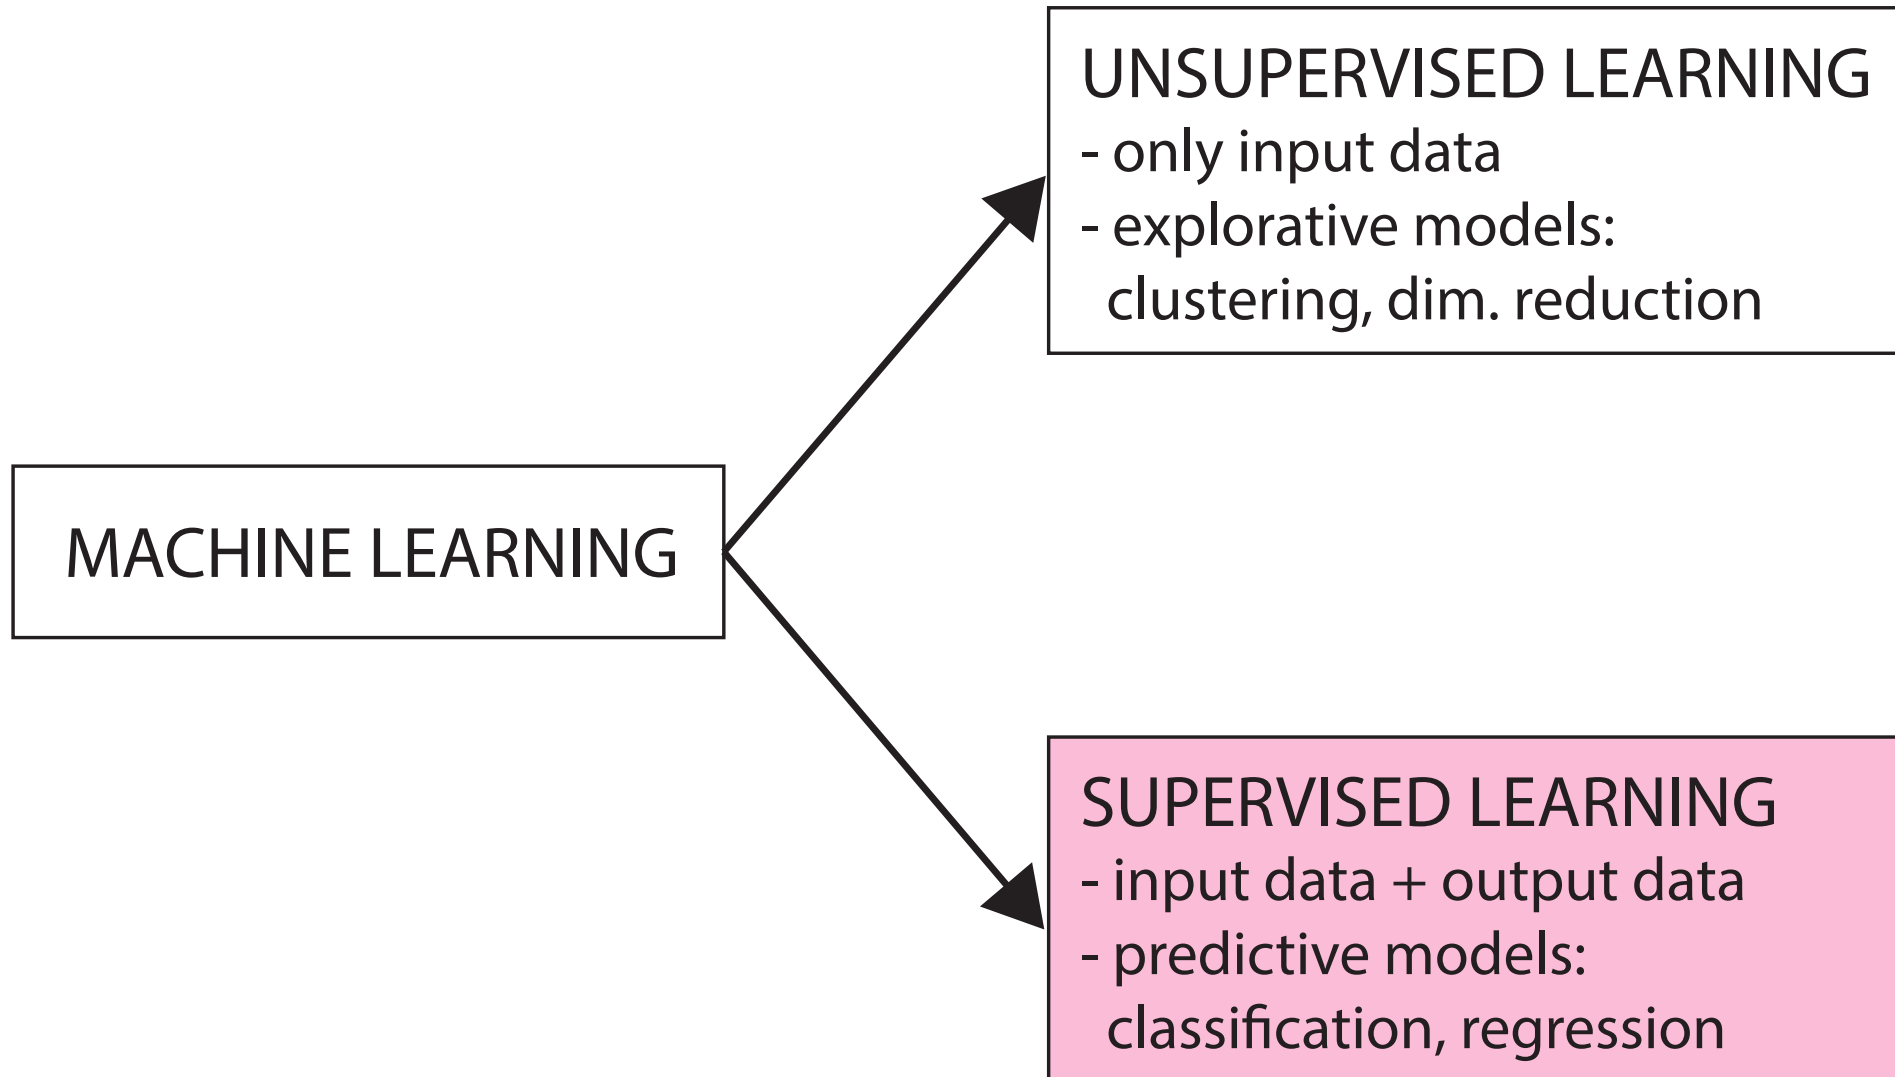 UNSUPERVISED LEARNING
- only input data
- explorative models:
clustering, dim. reduction
MACHINE LEARNING
SUPERVISED LEARNING
- input data + output data
- predictive models:
classification, regression